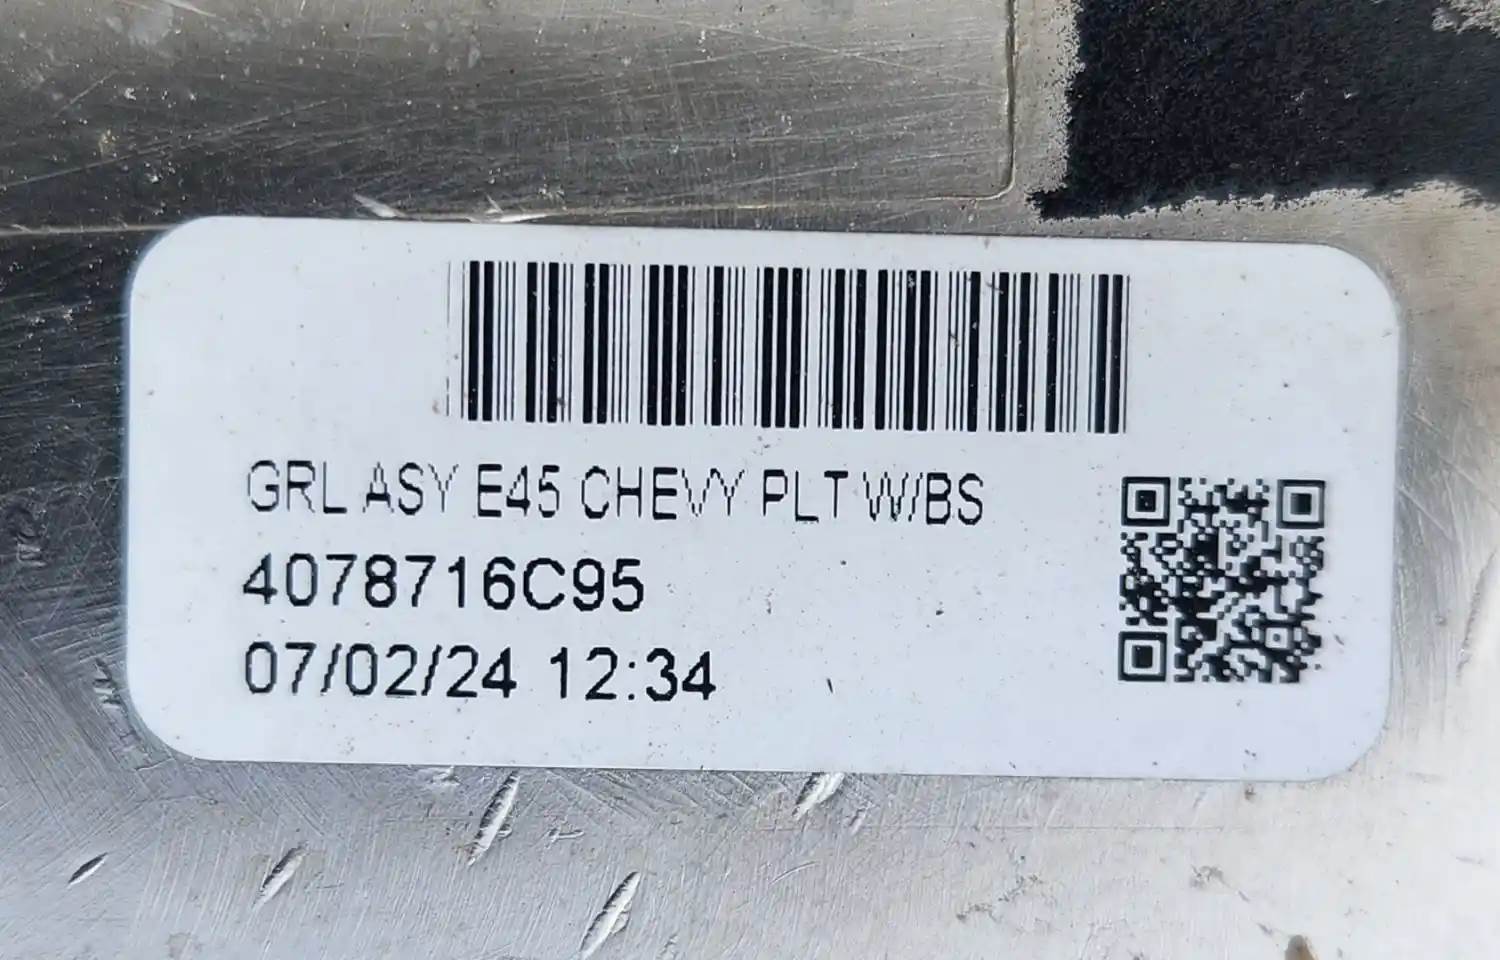 GRL ASY E45 CHEVY PLT W/BS
4078716C95
07/02/24 12:34